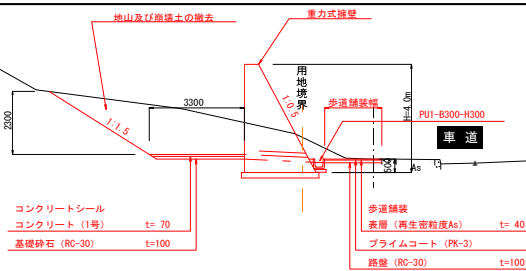 地山及び崩壊土の撤去
重力式擁壁
用地境界
1:0.5
H=4.0m
3300
歩道舗装幅
PU1-B300-H300
2300
1:1.5
車 道
500
As
コンクリートシール
コンクリート（1号） t= 70
基礎砕石（RC-30） t=100
歩道舗装
表層（再生密粒度As） t= 40
プライムコート（PK-3）
路盤（RC-30） t=100